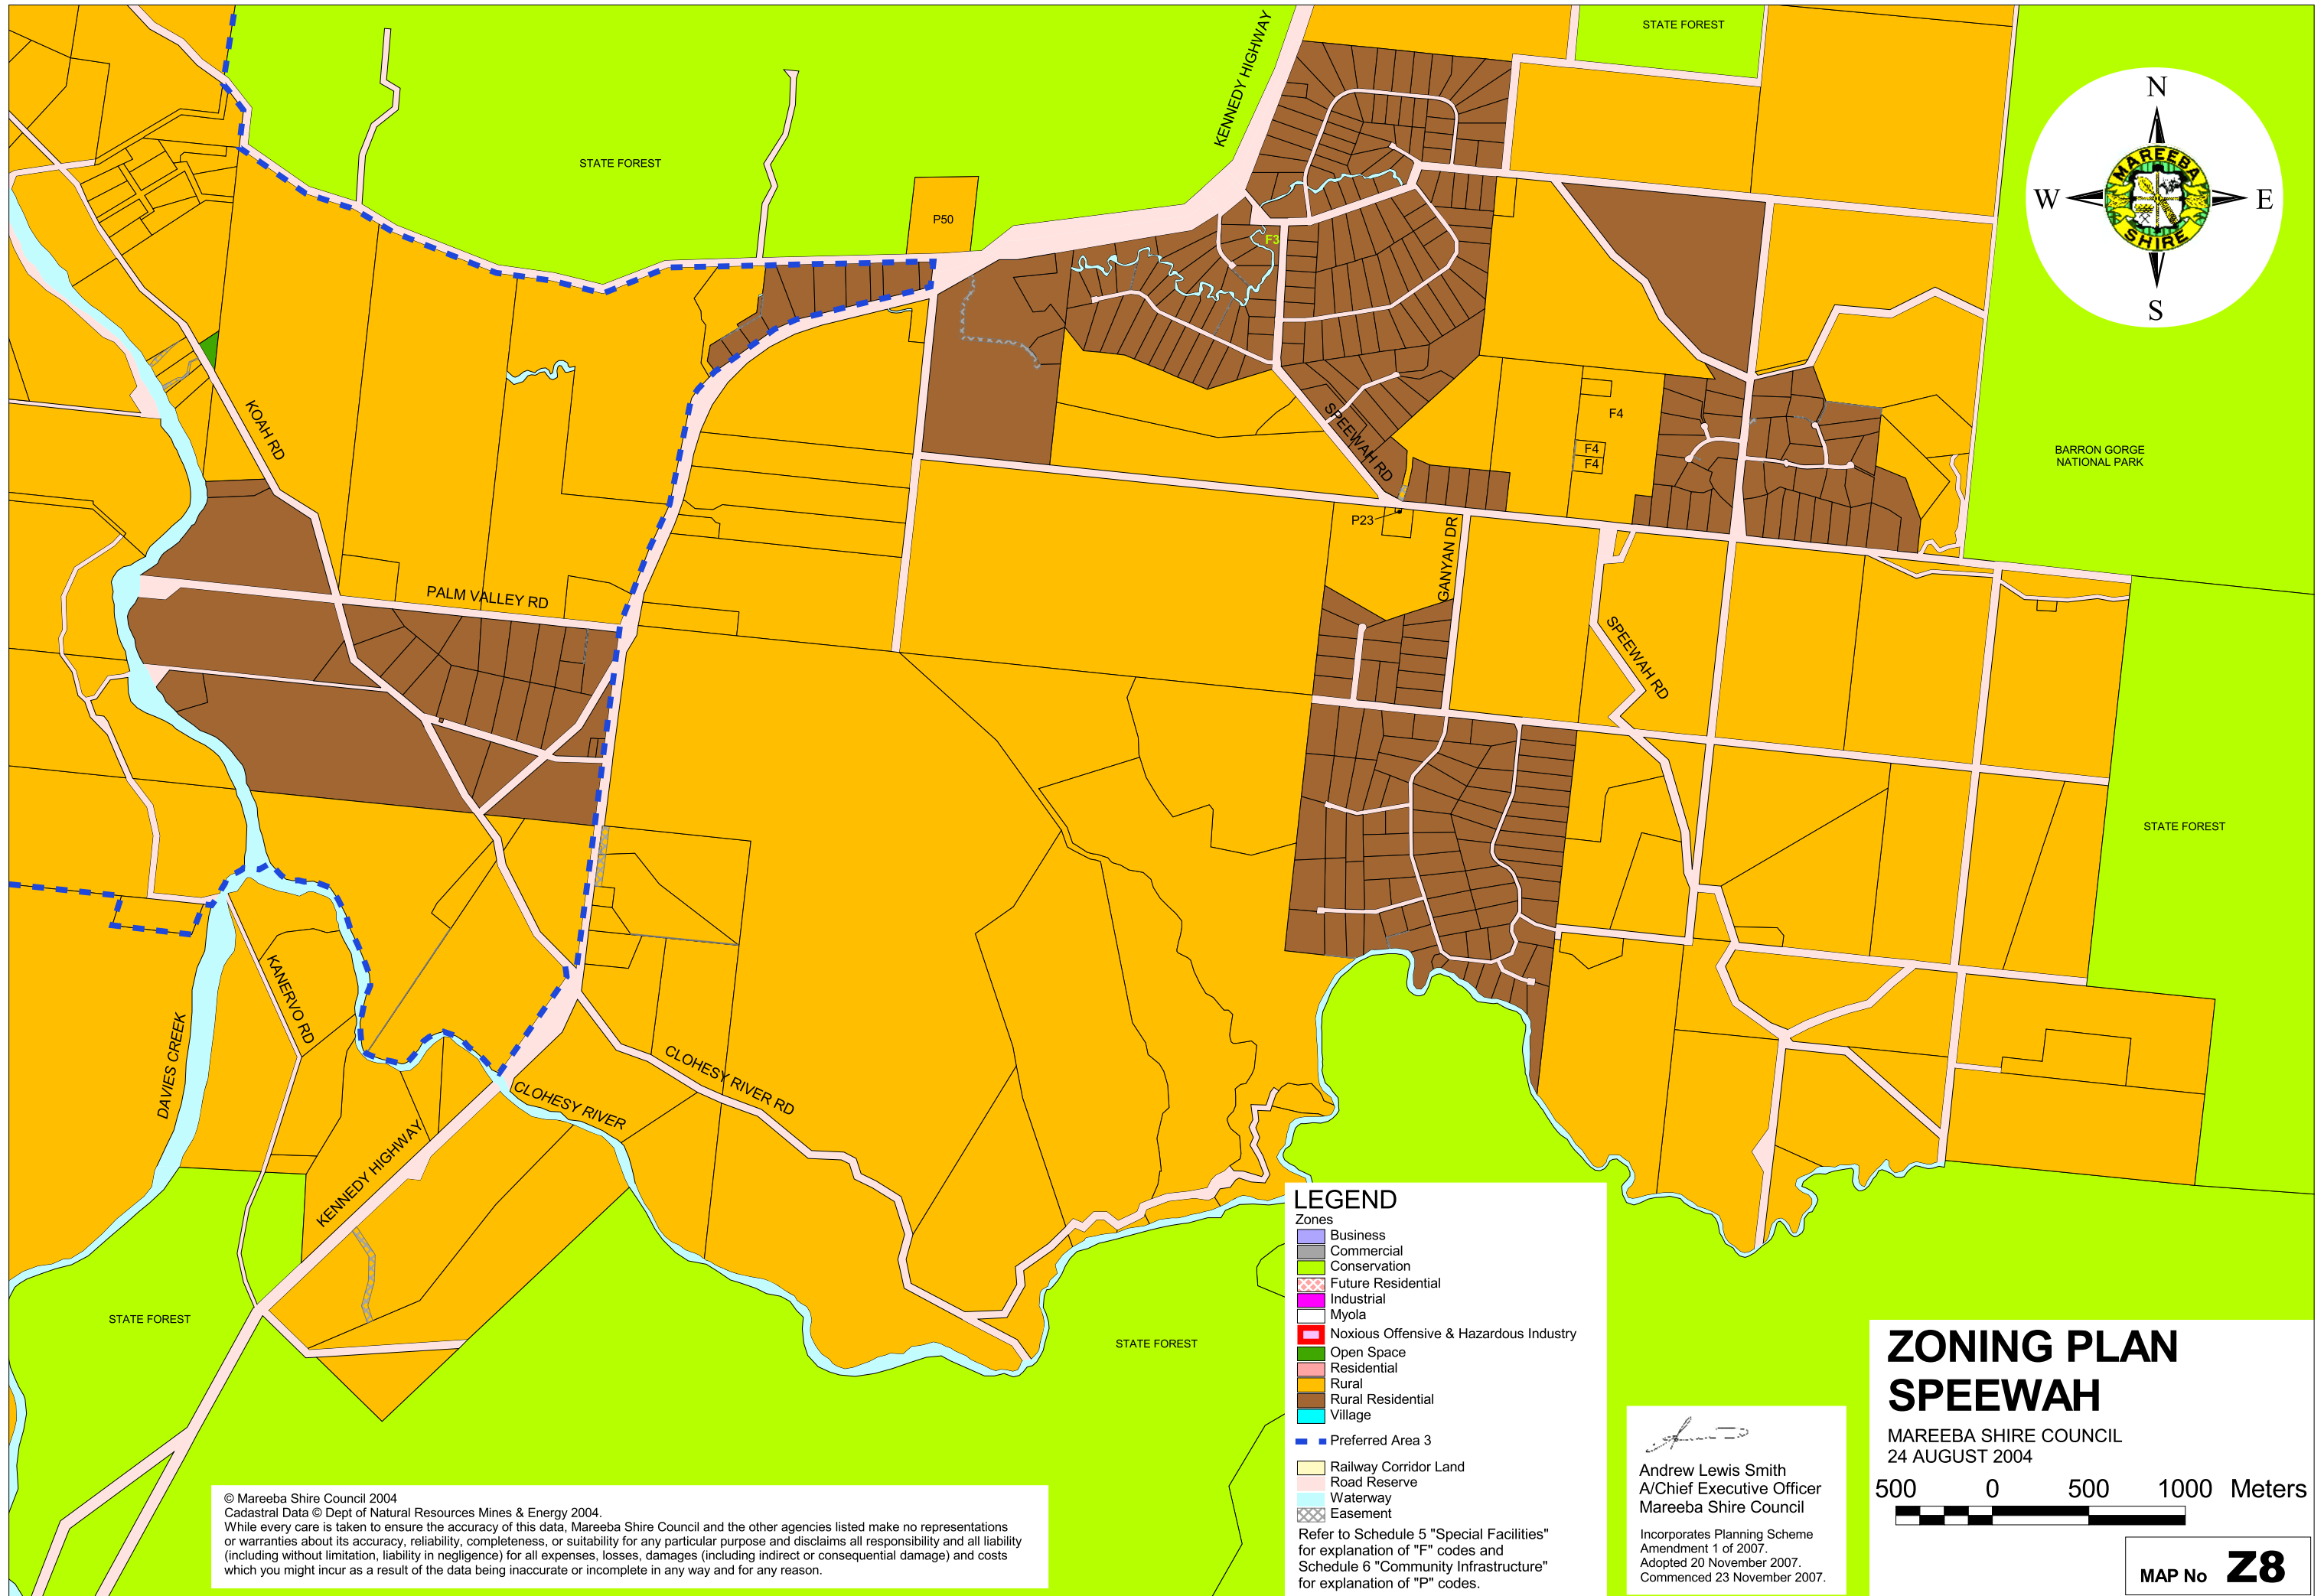 KENNEDY HIGHWAY
STATE FOREST
N
W
E
S
MAREEBA
SHIRE
STATE FOREST
P50
F3
KOAH RD
SPEEWAH RD
F4
F4
F4
BARRON GORGE
NATIONAL PARK
P23
GANYAN DR
PALM VALLEY RD
SPEEWAH RD
STATE FOREST
KANERVO RD
DAVIES CREEK
CLOHESY RIVER RD
CLOHESY RIVER
KENNEDY HIGHWAY
STATE FOREST
STATE FOREST
LEGEND
Zones
Business
Commercial
Conservation
Future Residential
Industrial
Myola
Noxious Offensive & Hazardous Industry
Open Space
Residential
Rural
Rural Residential
Village
Preferred Area 3
Railway Corridor Land
Road Reserve
Waterway
Easement
Refer to Schedule 5 "Special Facilities"
for explanation of "F" codes and
Schedule 6 "Community Infrastructure"
for explanation of "P" codes.
Andrew Lewis Smith
A/Chief Executive Officer
Mareeba Shire Council
Incorporates Planning Scheme
Amendment 1 of 2007.
Adopted 20 November 2007.
Commenced 23 November 2007.
ZONING PLAN
SPEEWAH
MAREEBA SHIRE COUNCIL
24 AUGUST 2004
500 0 500 1000 Meters
MAP No Z8
© Mareeba Shire Council 2004
Cadastral Data © Dept of Natural Resources Mines & Energy 2004.
While every care is taken to ensure the accuracy of this data, Mareeba Shire Council and the other agencies listed make no representations
or warranties about its accuracy, reliability, completeness, or suitability for any particular purpose and disclaims all responsibility and all liability
(including without limitation, liability in negligence) for all expenses, losses, damages (including indirect or consequential damage) and costs
which you might incur as a result of the data being inaccurate or incomplete in any way and for any reason.